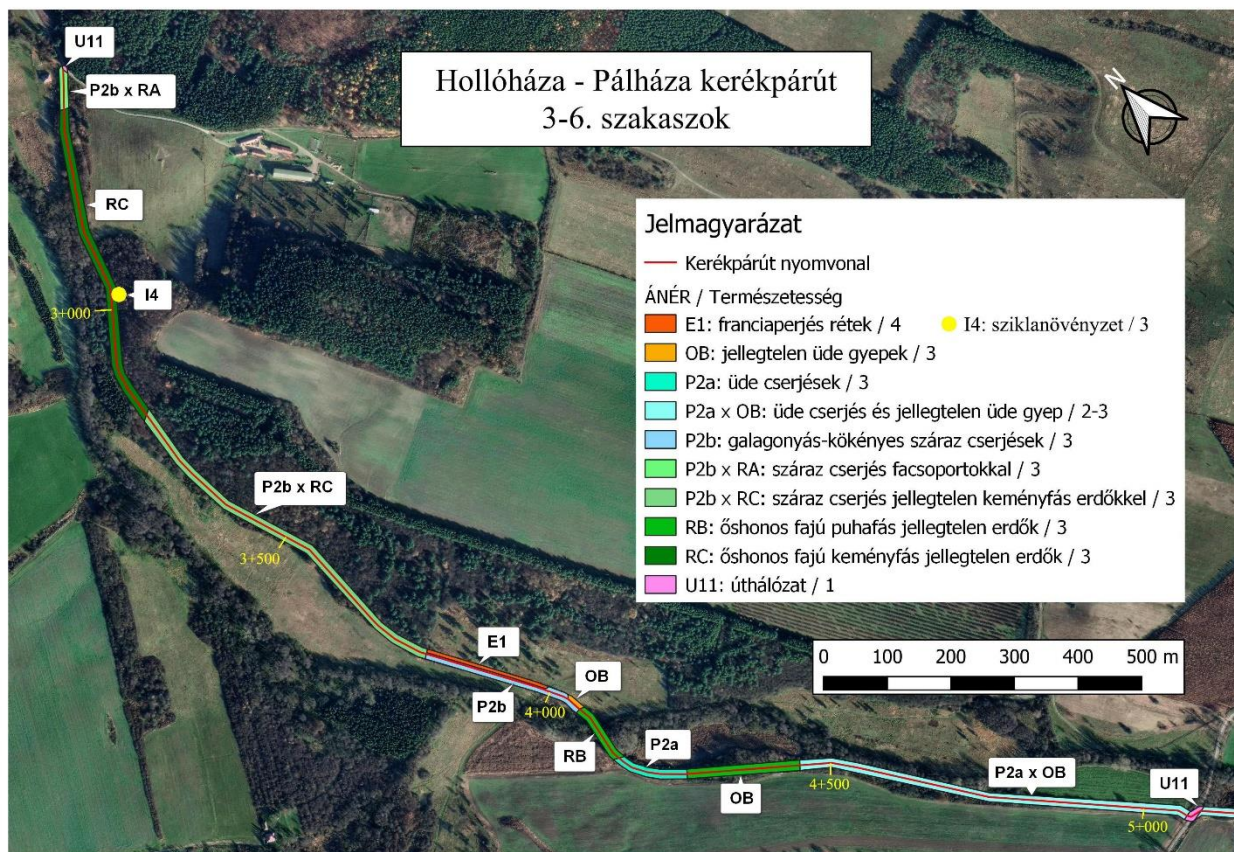 U11
P2b x RA
Hollóháza - Pálháza kerékpárút
3-6. szakaszok
N
RC
I4
3+000
Jelmagyarázat
Kerékpárút nyomvonal
ÁNÉR / Természetesség
E1: franciaperjés rétek / 4
I4: sziklanövényzet / 3
OB: jellegtelen üde gyepek / 3
P2a: üde cserjések / 3
P2a x OB: üde cserjés és jellegtelen üde gyep / 2-3
P2b: galagonyás-kökényes száraz cserjések / 3
P2b x RA: száraz cserjés facsoportokkal / 3
P2b x RC: száraz cserjés jellegtelen keményfás erdőkkel / 3
RB: őshonos fajú puhafás jellegtelen erdők / 3
RC: őshonos fajú keményfás jellegtelen erdők / 3
U11: úthálózat / 1
P2b x RC
3+500
E1
P2b
4+000
OB
RB
P2a
OB
4+500
P2a x OB
U11
5+000
0 100 200 300 400 500 m